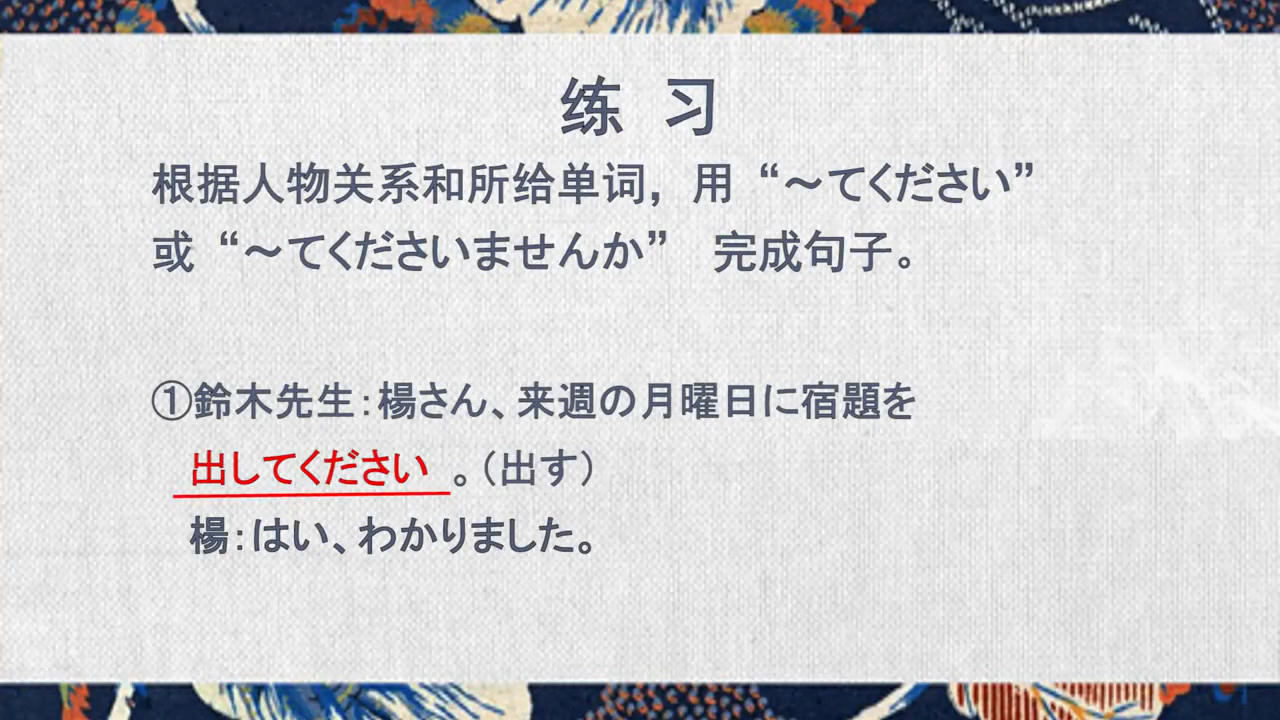 练 习
根据人物关系和所给单词，用“～てください”
或“～てくださいませんか” 完成句子。
①鈴木先生：楊さん、来週の月曜日に宿題を
出してください。（出す）
楊：はい、わかりました。